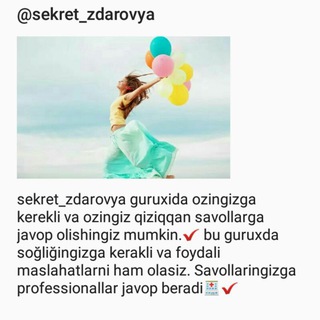 @sekret_zdarovya
sekret_zdarovya guruxida ozingizga
kerekli va ozingiz qiziqqan savollarga
javop olishingiz mumkin.✔ bu guruxda
soğliğingizga kerakli va foydali
maslahatlarni ham olasiz. Savollaringizga
professionallar javop beradi🏥✔